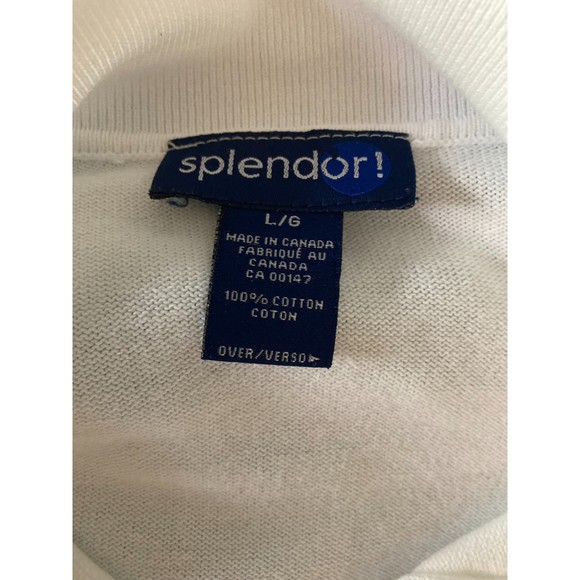 splendor!
L/G
MADE IN CANADA
FABRIQUÉ AU
CANADA
CA 00147
100% COTTON
COTON
OVER/VERSO